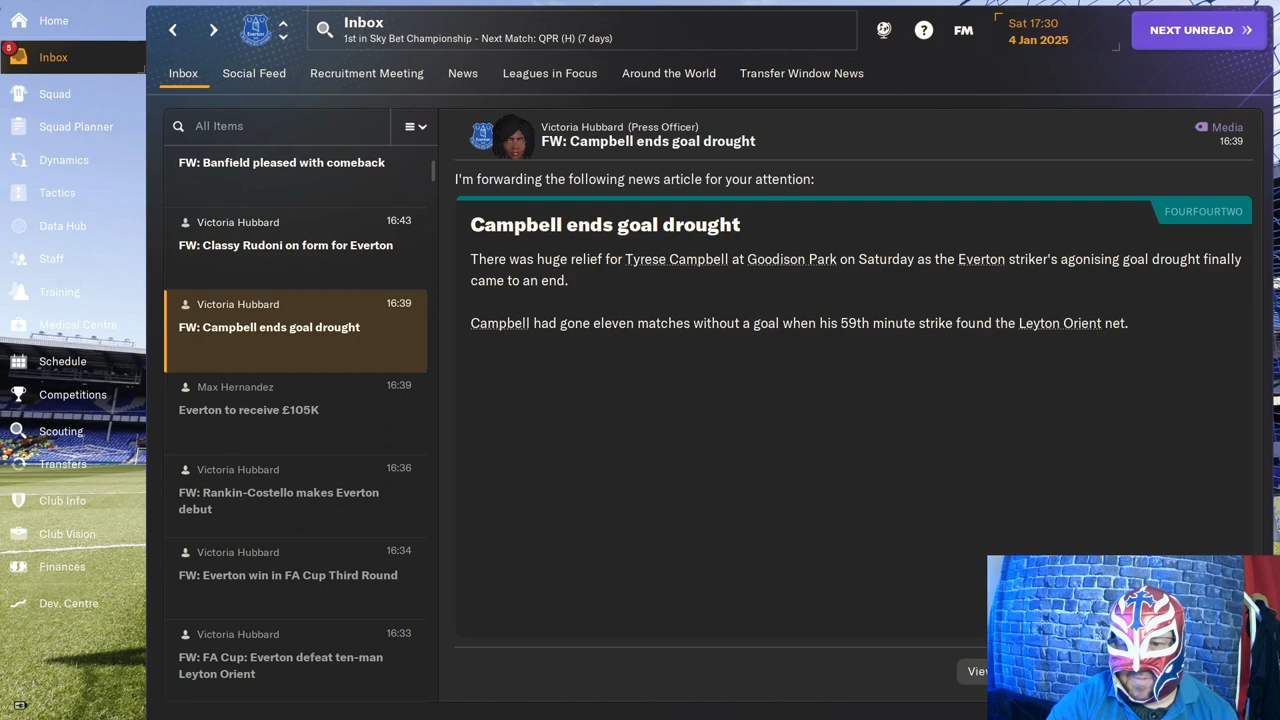 Home
5
Inbox
Squad
Squad Planner
Dynamics
Tactics
Data Hub
Staff
Training
Medical Centre
Schedule
Competitions
Scouting
Transfers
Club Info
Club Vision
Finances
Dev. Centre
Everton
Inbox
1st in Sky Bet Championship - Next Match: QPR (H) (7 days)
?
FM
Sat 17:30
4 Jan 2025
NEXT UNREAD
Inbox
Social Feed
Recruitment Meeting
News
Leagues in Focus
Around the World
Transfer Window News
All Items
FW: Banfield pleased with comeback
Victoria Hubbard 16:43
FW: Classy Rudoni on form for Everton
Victoria Hubbard 16:39
FW: Campbell ends goal drought
Max Hernandez 16:39
Everton to receive £105K
Victoria Hubbard 16:36
FW: Rankin-Costello makes Everton
debut
Victoria Hubbard 16:34
FW: Everton win in FA Cup Third Round
Victoria Hubbard 16:33
FW: FA Cup: Everton defeat ten-man
Leyton Orient
Victoria Hubbard (Press Officer)
FW: Campbell ends goal drought
Media
16:39
I'm forwarding the following news article for your attention:
FOURFOURTWO
Campbell ends goal drought
There was huge relief for Tyrese Campbell at Goodison Park on Saturday as the Everton striker's agonising goal drought finally
came to an end.
Campbell had gone eleven matches without a goal when his 59th minute strike found the Leyton Orient net.
View